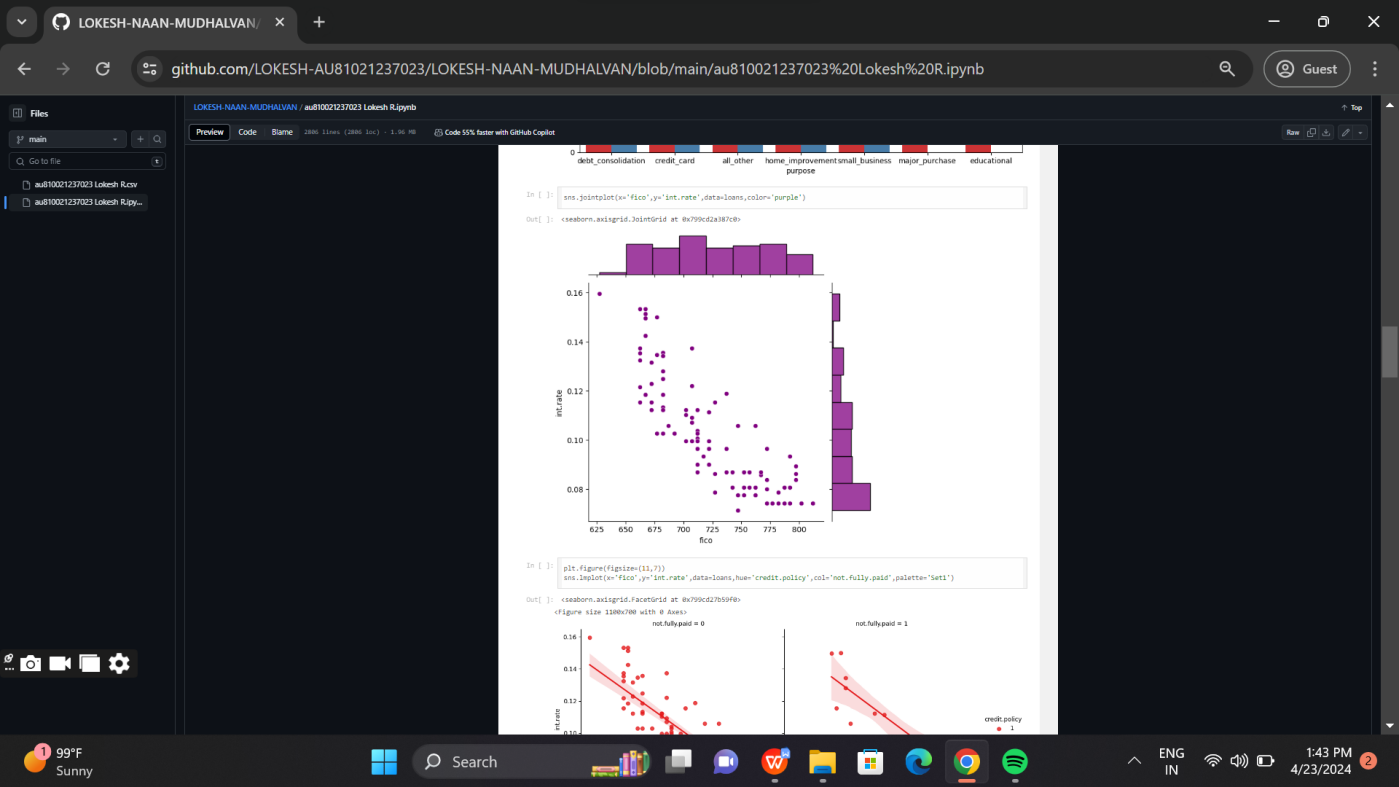 LOKESH-NAAN-MUDHALVAN/
github.com/LOKESH-AU81021237023/LOKESH-NAAN-MUDHALVAN/blob/main/au810021237023%20Lokesh%20R.ipynb
Guest
Files
main
Go to file
t
au810021237023 Lokesh R.csv
au810021237023 Lokesh R.ipy...
LOKESH-NAAN-MUDHALVAN / au810021237023 Lokesh R.ipynb
Top
Preview
Code
Blame
2806 lines (2806 loc) · 1.96 MB
Code 55% faster with GitHub Copilot
Raw
0
debt_consolidation credit_card all_other home_improvement small_business major_purchase educational
purpose
In [ ]: sns.jointplot(x='fico',y='int.rate',data=loans,color='purple')
Out[ ]: <seaborn.axisgrid.JointGrid at 0x799cd2a387c0>
0.16
0.14
0.12
0.10
0.08
int.rate
625 650 675 700 725 750 775 800
fico
In [ ]: plt.figure(figsize=(11,7))
sns.lmplot(x='fico',y='int.rate',data=loans,hue='credit.policy',col='not.fully.paid',palette='Set1')
Out[ ]: <seaborn.axisgrid.FacetGrid at 0x799cd27b59f0>
<Figure size 1100x700 with 0 Axes>
not.fully.paid = 0
not.fully.paid = 1
0.16
0.14
0.12
0.10
int.rate
credit.policy
1
1
99°F
Sunny
Search
ENG
IN
1:43 PM
4/23/2024
2